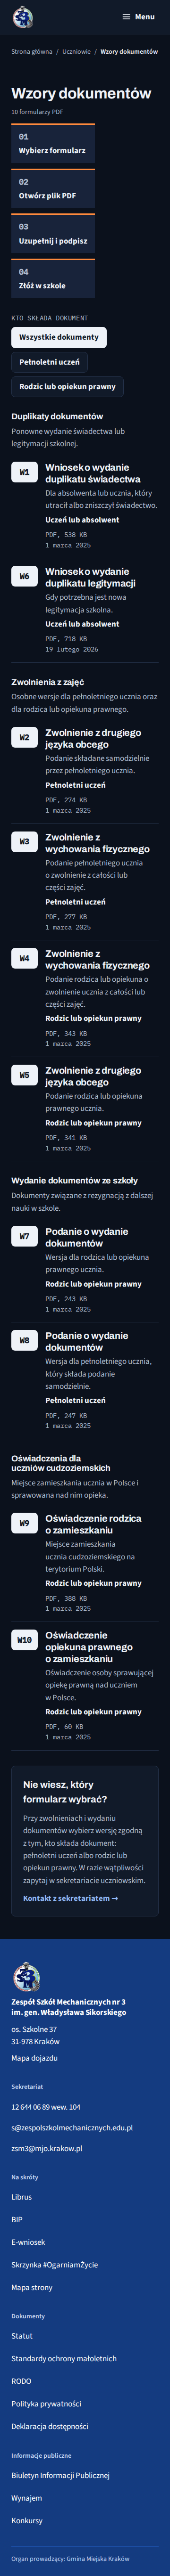 Menu
Strona główna / Uczniowie / Wzory dokumentów
Wzory dokumentów
10 formularzy PDF
01
Wybierz formularz
02
Otwórz plik PDF
03
Uzupełnij i podpisz
04
Złóż w szkole
KTO SKŁADA DOKUMENT
Wszystkie dokumenty
Pełnoletni uczeń
Rodzic lub opiekun prawny
Duplikaty dokumentów
Ponowne wydanie świadectwa lub
legitymacji szkolnej.
W1
Wniosek o wydanie
duplikatu świadectwa
Dla absolwenta lub ucznia, który
utracił albo zniszczył świadectwo.
Uczeń lub absolwent
PDF, 538 KB
1 marca 2025
W6
Wniosek o wydanie
duplikatu legitymacji
Gdy potrzebna jest nowa
legitymacja szkolna.
Uczeń lub absolwent
PDF, 718 KB
19 lutego 2026
Zwolnienia z zajęć
Osobne wersje dla pełnoletniego ucznia oraz
dla rodzica lub opiekuna prawnego.
W2
Zwolnienie z drugiego
języka obcego
Podanie składane samodzielnie
przez pełnoletniego ucznia.
Pełnoletni uczeń
PDF, 274 KB
1 marca 2025
W3
Zwolnienie z
wychowania fizycznego
Podanie pełnoletniego ucznia
o zwolnienie z całości lub
części zajęć.
Pełnoletni uczeń
PDF, 277 KB
1 marca 2025
W4
Zwolnienie z
wychowania fizycznego
Podanie rodzica lub opiekuna o
zwolnienie ucznia z całości lub
części zajęć.
Rodzic lub opiekun prawny
PDF, 343 KB
1 marca 2025
W5
Zwolnienie z drugiego
języka obcego
Podanie rodzica lub opiekuna
prawnego ucznia.
Rodzic lub opiekun prawny
PDF, 341 KB
1 marca 2025
Wydanie dokumentów ze szkoły
Dokumenty związane z rezygnacją z dalszej
nauki w szkole.
W7
Podanie o wydanie
dokumentów
Wersja dla rodzica lub opiekuna
prawnego ucznia.
Rodzic lub opiekun prawny
PDF, 243 KB
1 marca 2025
W8
Podanie o wydanie
dokumentów
Wersja dla pełnoletniego ucznia,
który składa podanie
samodzielnie.
Pełnoletni uczeń
PDF, 247 KB
1 marca 2025
Oświadczenia dla
uczniów cudzoziemskich
Miejsce zamieszkania ucznia w Polsce i
sprawowana nad nim opieka.
W9
Oświadczenie rodzica
o zamieszkaniu
Miejsce zamieszkania
ucznia cudzoziemskiego na
terytorium Polski.
Rodzic lub opiekun prawny
PDF, 388 KB
1 marca 2025
W10
Oświadczenie
opiekuna prawnego
o zamieszkaniu
Oświadczenie osoby sprawującej
opiekę prawną nad uczniem
w Polsce.
Rodzic lub opiekun prawny
PDF, 60 KB
1 marca 2025
Nie wiesz, który
formularz wybrać?
Przy zwolnieniach i wydaniu
dokumentów wybierz wersję zgodną
z tym, kto składa dokument:
pełnoletni uczeń albo rodzic lub
opiekun prawny. W razie wątpliwości
zapytaj w sekretariacie uczniowskim.
Kontakt z sekretariatem →
Zespół Szkół Mechanicznych nr 3
im. gen. Władysława Sikorskiego
os. Szkolne 37
31-977 Kraków
Mapa dojazdu
Sekretariat
12 644 06 89 wew. 104
s@zespolszkolmechanicznych.edu.pl
zsm3@mjo.krakow.pl
Na skróty
Librus
BIP
E-wniosek
Skrzynka #OgarniamŻycie
Mapa strony
Dokumenty
Statut
Standardy ochrony małoletnich
RODO
Polityka prywatności
Deklaracja dostępności
Informacje publiczne
Biuletyn Informacji Publicznej
Wynajem
Konkursy
Organ prowadzący: Gmina Miejska Kraków